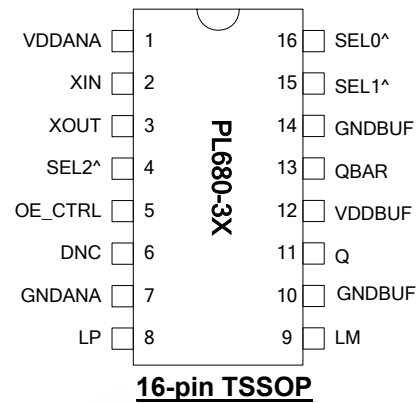 VDDANA 1 16 SEL0^
XIN 2 15 SEL1^
XOUT 3 14 GNDBUF
SEL2^ 4 13 QBAR
OE_CTRL 5 12 VDDBUF
DNC 6 11 Q
GNDANA 7 10 GNDBUF
LP 8 9 LM
PL680-3X
16-pin TSSOP